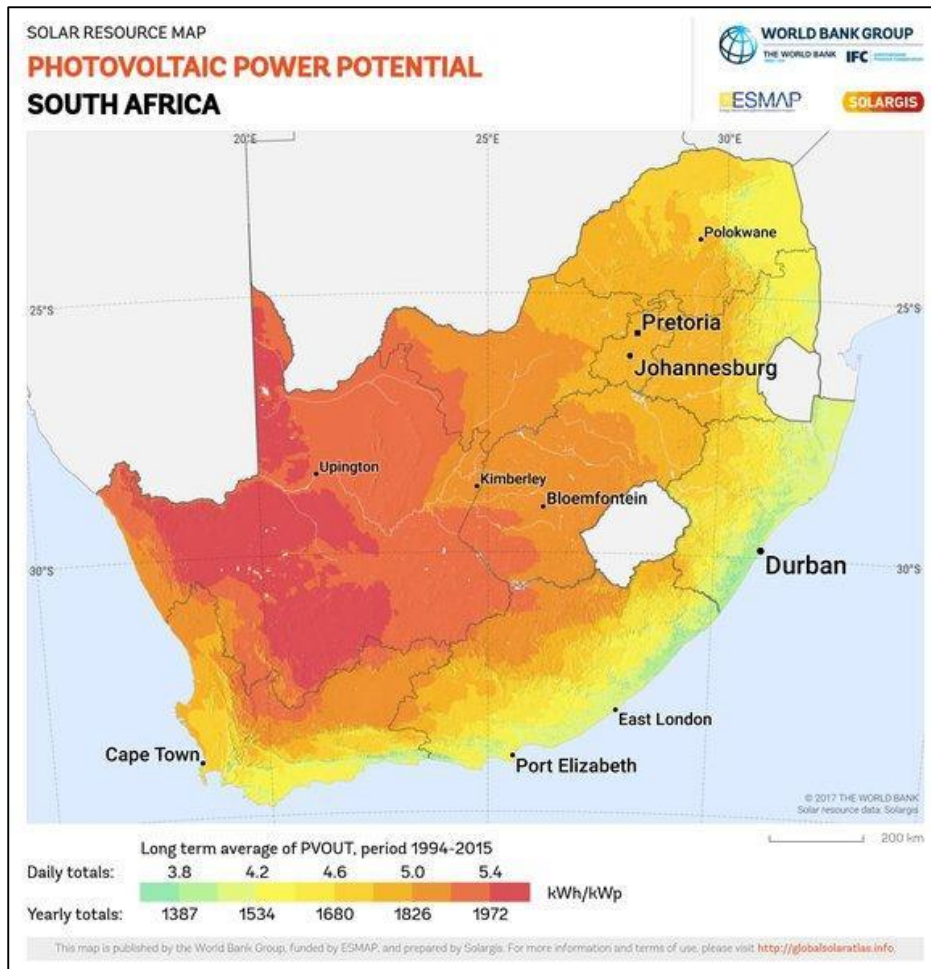 SOLAR RESOURCE MAP
PHOTOVOLTAIC POWER POTENTIAL
SOUTH AFRICA
WORLD BANK GROUP
THE WORLD BANK IFC
ESMAP SOLARGIS
20°E 25°E 30°E
Polokwane
25°S 25°S
Pretoria
Johannesburg
Upington
Kimberley
Bloemfontein
Durban
30°S 30°S
East London
Cape Town
Port Elizabeth
© 2017 THE WORLD BANK
Solar resource data: Solargis
200 km
Long term average of PVOUT, period 1994-2015
Daily totals: 3.8 4.2 4.6 5.0 5.4
kWh/kWp
Yearly totals: 1387 1534 1680 1826 1972
This map is published by the World Bank Group, funded by ESMAP, and prepared by Solargis. For more information and terms of use, please visit http://globalsolaratlas.info.